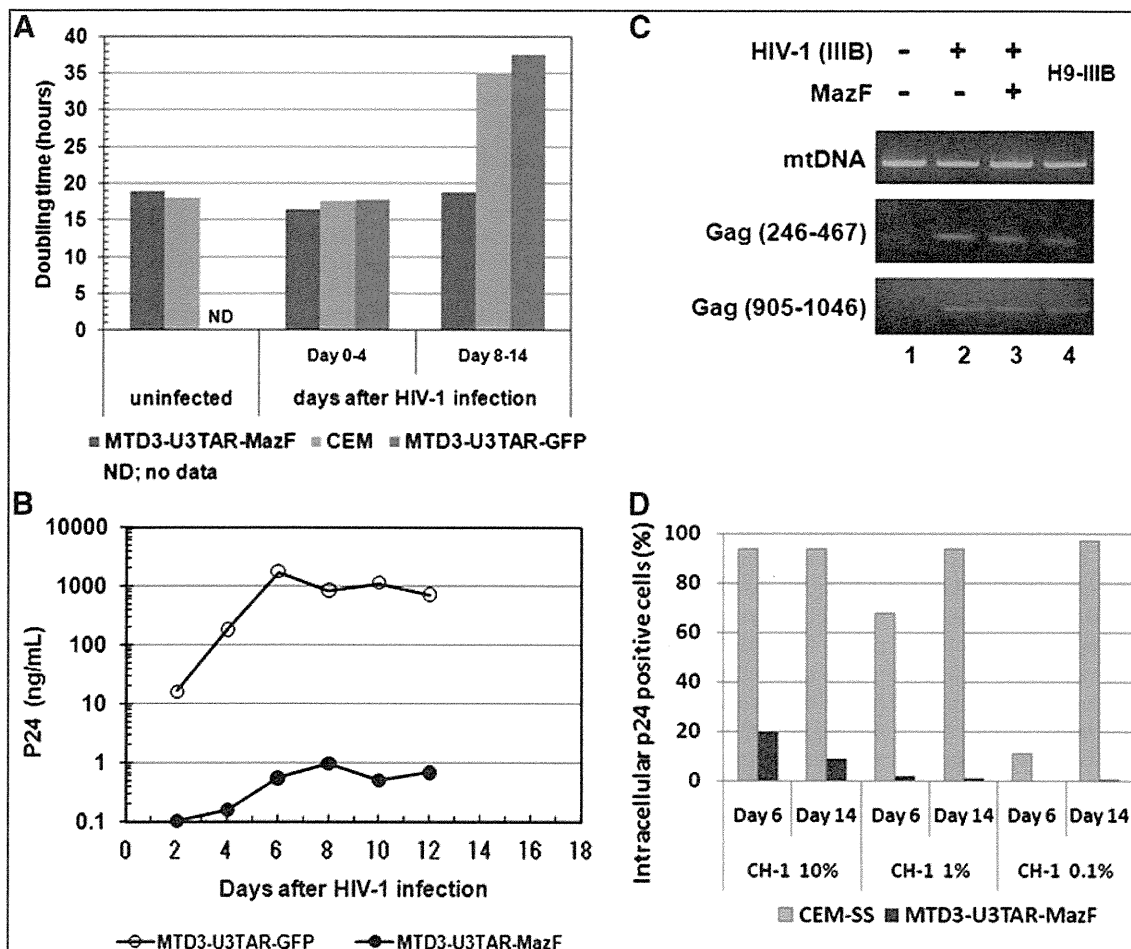 A
40
35
30
25
20
15
10
5
0
Doublingtime (hours)
ND
Day 0-4
Day 8-14
uninfected
days after HIV-1 infection
MTD3-U3TAR-MazF CEM MTD3-U3TAR-GFP
ND; no data
B
10000
1000
100
10
1
0.1
P24 (ng/mL)
0 2 4 6 8 10 12 14 16 18
Days after HIV-1 infection
MTD3-U3TAR-GFP MTD3-U3TAR-MazF
C
HIV-1 (IIIB) - + +
H9-IIIB
MazF - - +
mtDNA
Gag (246-467)
Gag (905-1046)
1 2 3 4
D
100
80
60
40
20
0
Intracellular p24 positive cells (%)
Day 6 Day 14 Day 6 Day 14 Day 6 Day 14
CH-1 10% CH-1 1% CH-1 0.1%
CEM-SS MTD3-U3TAR-MazF